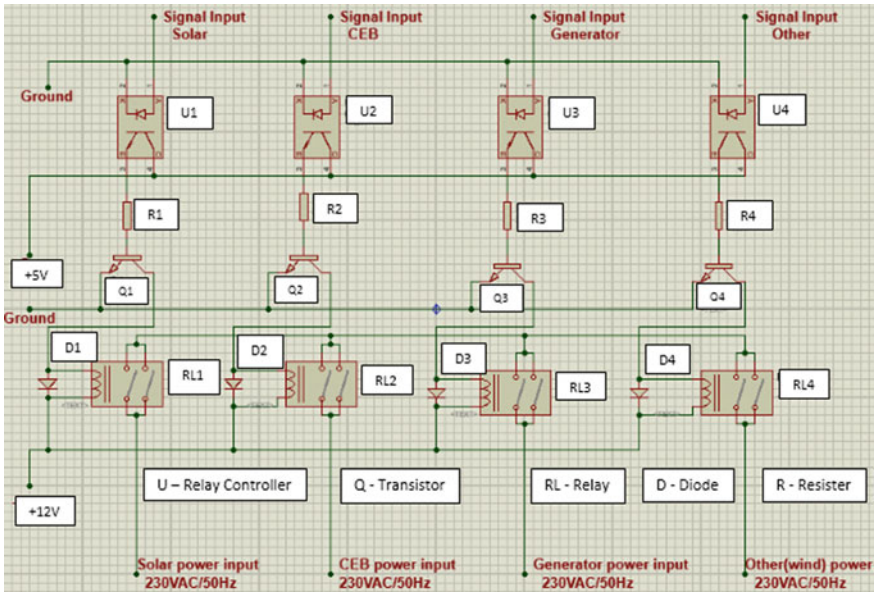 Signal Input
Solar
Signal Input
CEB
Signal Input
Generator
Signal Input
Other
Ground
U1
U2
U3
U4
R1
R2
R3
R4
+5V
Q1
Q2
Q3
Q4
Ground
D1
D2
D3
D4
RL1
RL2
RL3
RL4
U – Relay Controller
Q - Transistor
RL - Relay
D - Diode
R - Resister
+12V
Solar power input
230VAC/50Hz
CEB power input
230VAC/50Hz
Generator power input
230VAC/50Hz
Other(wind) power
230VAC/50Hz